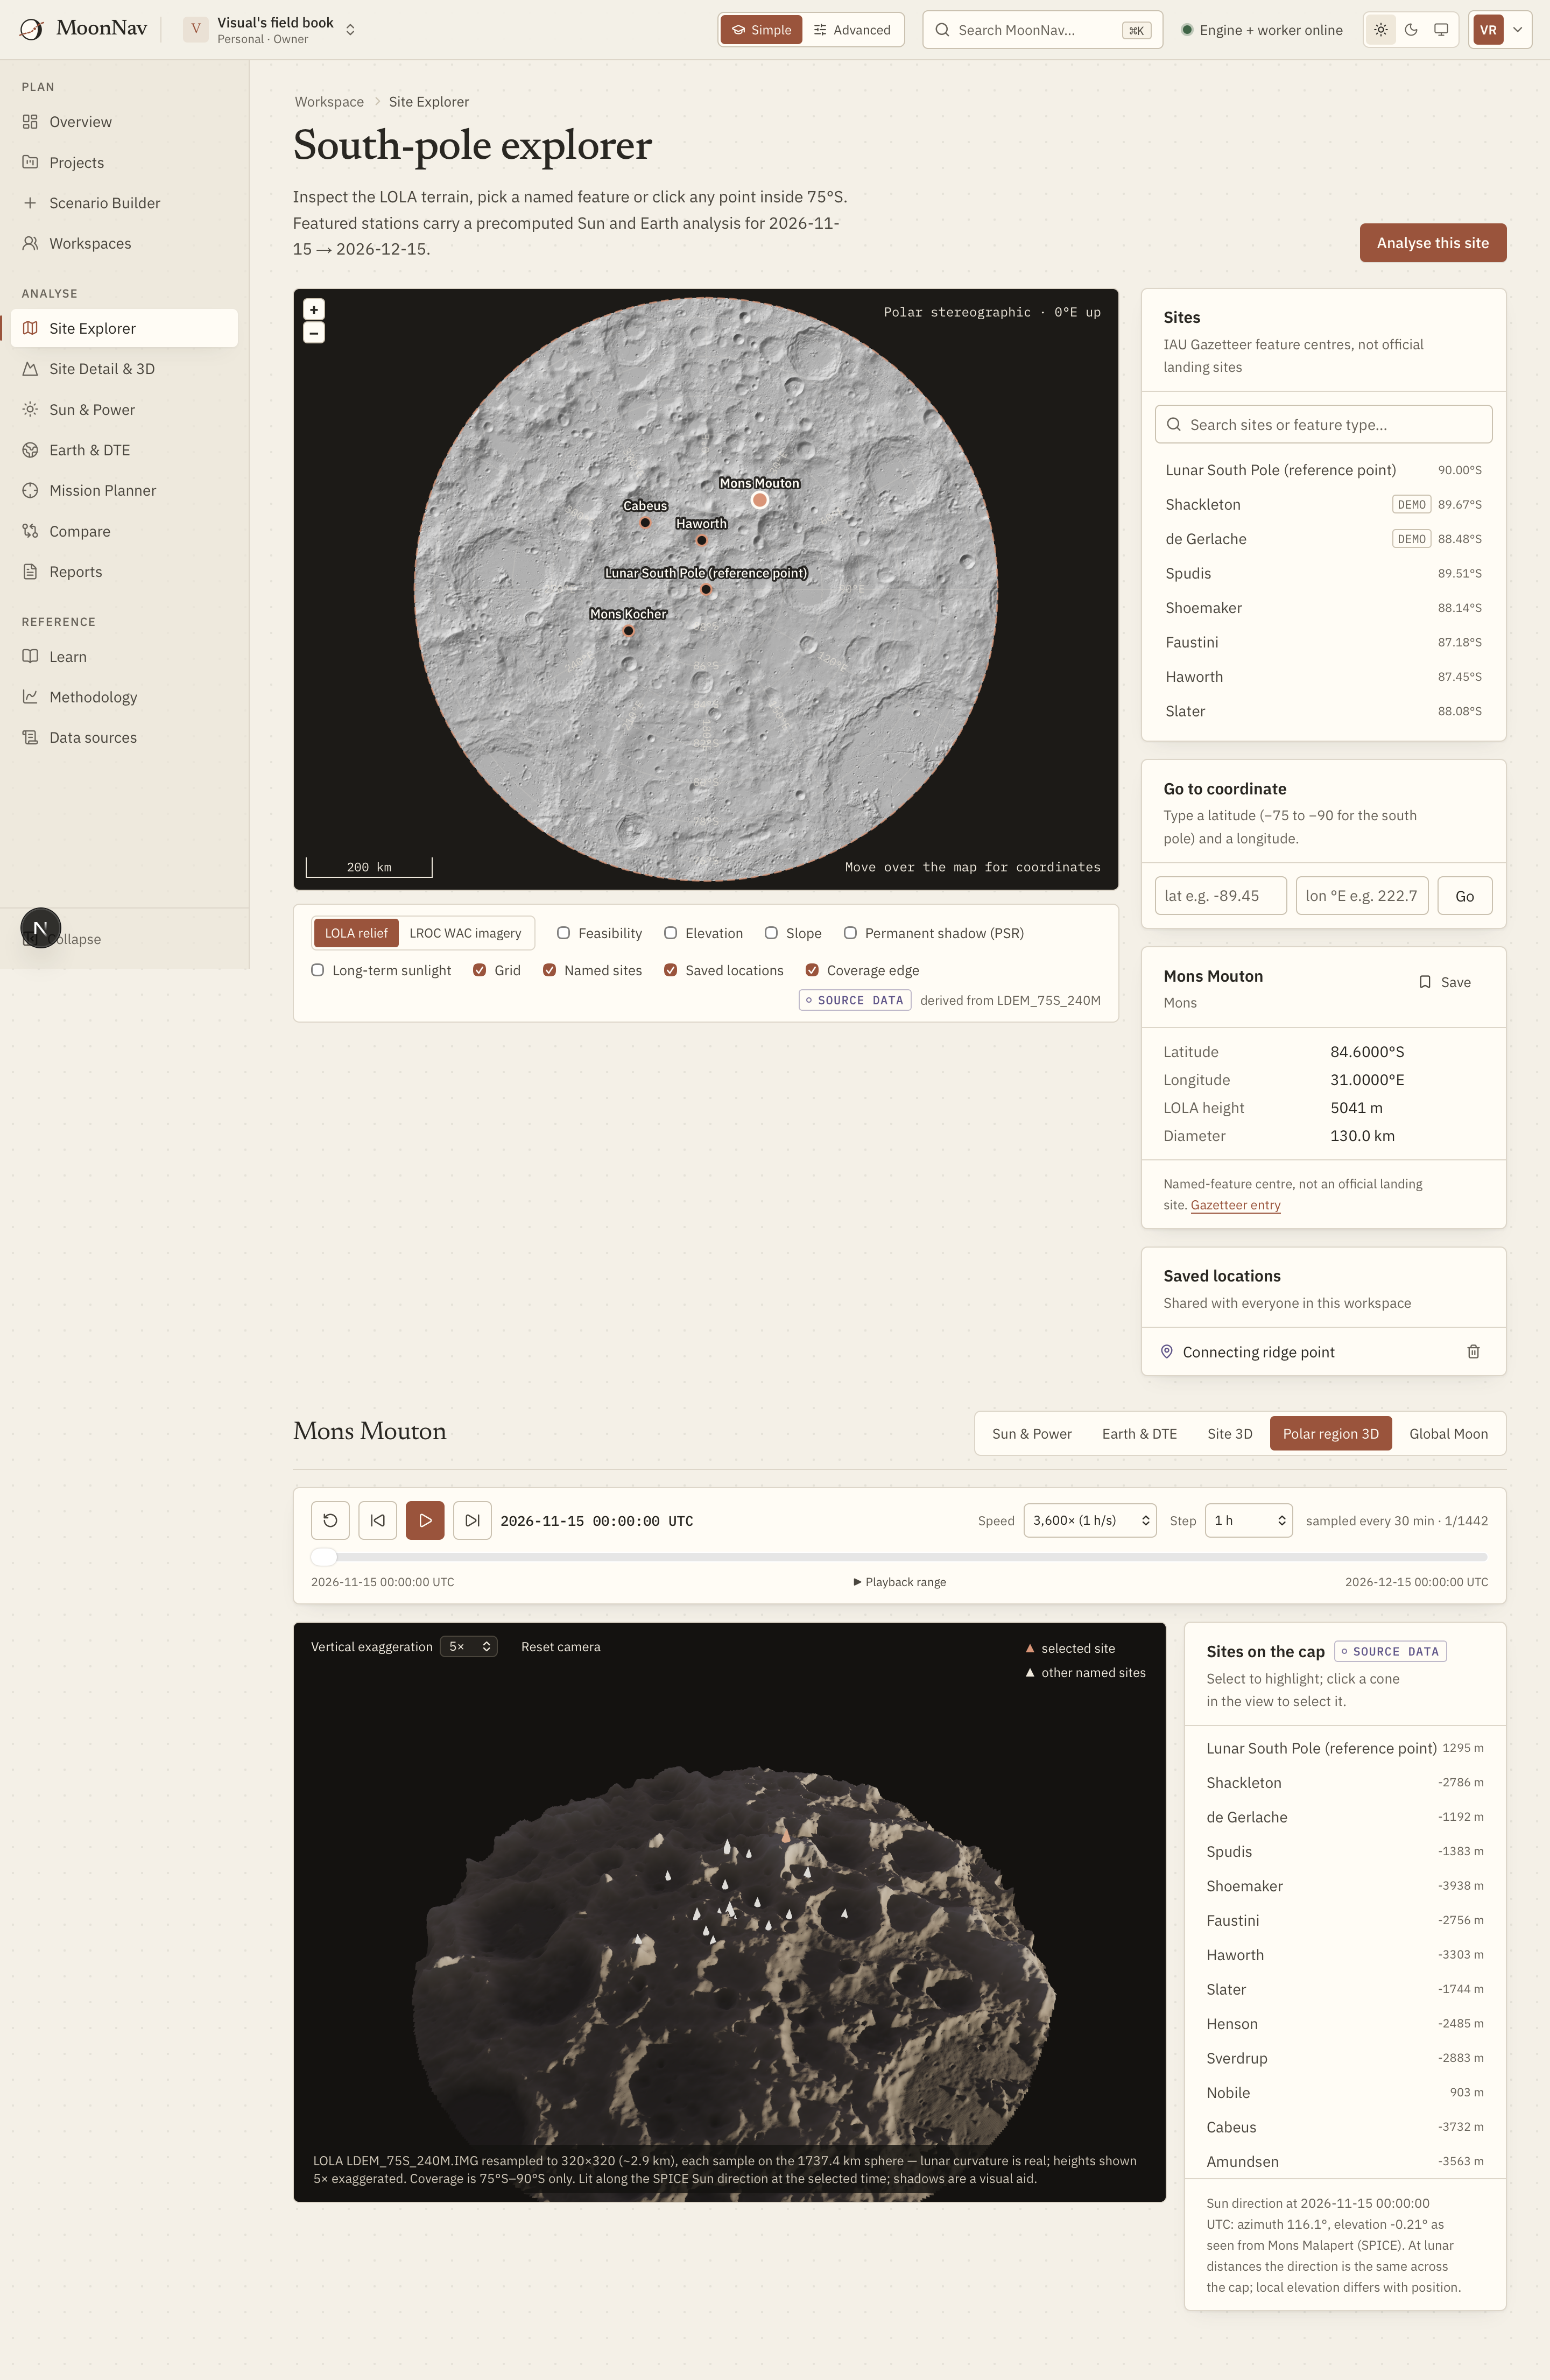 MoonNav
V
Visual's field book
Personal · Owner
Simple
Advanced
Search MoonNav...
⌘K
Engine + worker online
VR
PLAN
Overview
Projects
Scenario Builder
Workspaces
ANALYSE
Site Explorer
Site Detail & 3D
Sun & Power
Earth & DTE
Mission Planner
Compare
Reports
REFERENCE
Learn
Methodology
Data sources
N
Collapse
Workspace
Site Explorer
South-pole explorer
Inspect the LOLA terrain, pick a named feature or click any point inside 75°S.
Featured stations carry a precomputed Sun and Earth analysis for 2026-11-
15 → 2026-12-15.
Analyse this site
+
−
Polar stereographic · 0°E up
Mons Mouton
Cabeus
Haworth
Lunar South Pole (reference point)
Mons Kocher
200 km
Move over the map for coordinates
LOLA relief
LROC WAC imagery
Feasibility
Elevation
Slope
Permanent shadow (PSR)
Long-term sunlight
Grid
Named sites
Saved locations
Coverage edge
SOURCE DATA
derived from LDEM_75S_240M
Sites
IAU Gazetteer feature centres, not official
landing sites
Search sites or feature type...
Lunar South Pole (reference point) 90.00°S
Shackleton DEMO 89.67°S
de Gerlache DEMO 88.48°S
Spudis 89.51°S
Shoemaker 88.14°S
Faustini 87.18°S
Haworth 87.45°S
Slater 88.08°S
Go to coordinate
Type a latitude (−75 to −90 for the south
pole) and a longitude.
lat e.g. -89.45
lon °E e.g. 222.7
Go
Mons Mouton
Save
Mons
Latitude 84.6000°S
Longitude 31.0000°E
LOLA height 5041 m
Diameter 130.0 km
Named-feature centre, not an official landing
site. Gazetteer entry
Saved locations
Shared with everyone in this workspace
Connecting ridge point
Mons Mouton
Sun & Power
Earth & DTE
Site 3D
Polar region 3D
Global Moon
2026-11-15 00:00:00 UTC
Speed
3,600× (1 h/s)
Step
1 h
sampled every 30 min · 1/1442
2026-11-15 00:00:00 UTC
▶ Playback range
2026-12-15 00:00:00 UTC
Vertical exaggeration
5×
Reset camera
▲ selected site
▲ other named sites
LOLA LDEM_75S_240M.IMG resampled to 320×320 (~2.9 km), each sample on the 1737.4 km sphere — lunar curvature is real; heights shown
5× exaggerated. Coverage is 75°S–90°S only. Lit along the SPICE Sun direction at the selected time; shadows are a visual aid.
Sites on the cap
SOURCE DATA
Select to highlight; click a cone
in the view to select it.
Lunar South Pole (reference point) 1295 m
Shackleton -2786 m
de Gerlache -1192 m
Spudis -1383 m
Shoemaker -3938 m
Faustini -2756 m
Haworth -3303 m
Slater -1744 m
Henson -2485 m
Sverdrup -2883 m
Nobile 903 m
Cabeus -3732 m
Amundsen -3563 m
Sun direction at 2026-11-15 00:00:00
UTC: azimuth 116.1°, elevation -0.21° as
seen from Mons Malapert (SPICE). At lunar
distances the direction is the same across
the cap; local elevation differs with position.